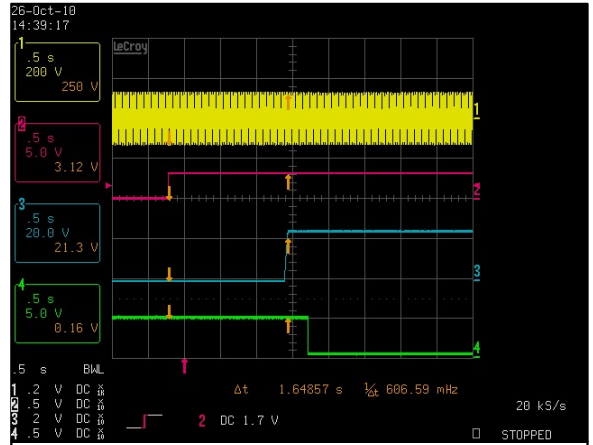 26-Oct-10
14:39:17
LeCroy
1
.5 s
200 V
250 V
2
.5 s
5.0 V
3.12 V
3
.5 s
20.0 V
21.3 V
4
.5 s
5.0 V
0.16 V
1
2
3
4
.5 s BWL
1 .2 V DC
2 .5 V DC
3 2 V DC
4 .5 V DC
Δt 1.64857 s 1/Δt 606.59 mHz
2 DC 1.7 V
20 kS/s
STOPPED